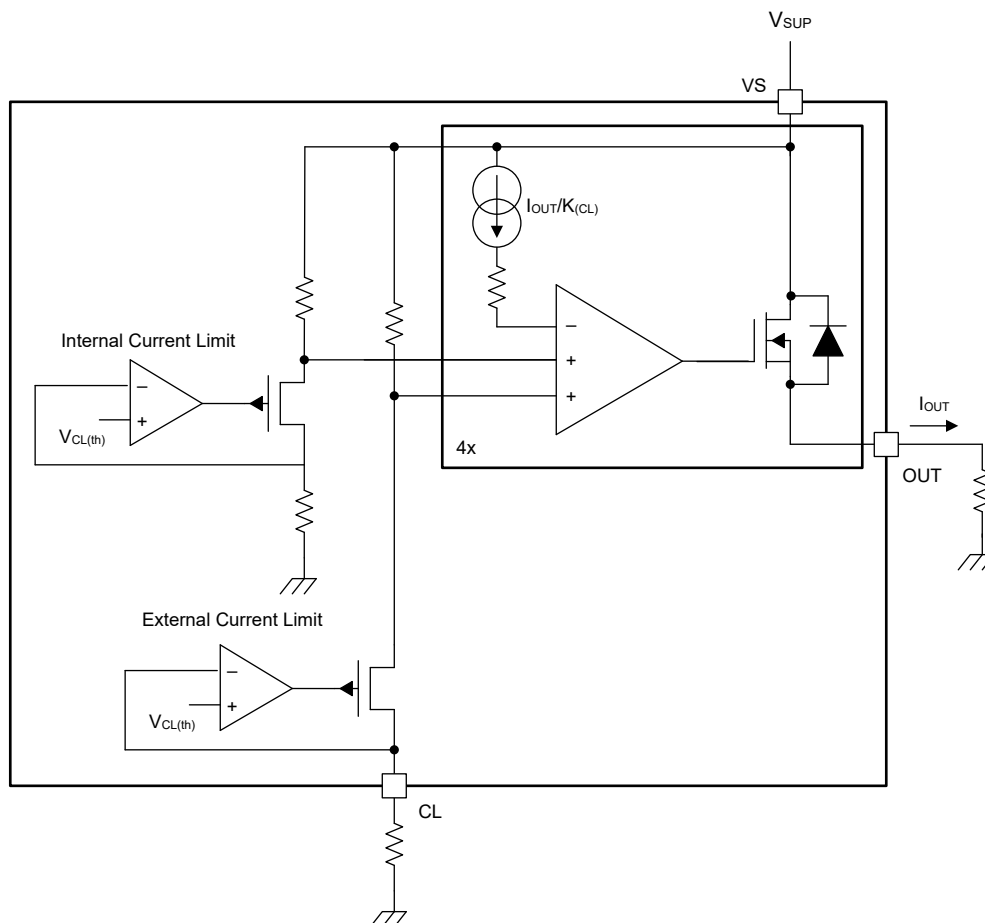 VSUP
VS
IOUT/K(CL)
Internal Current Limit
−
+
+
−
+
VCL(th)
4x
IOUT
OUT
External Current Limit
−
+
VCL(th)
CL